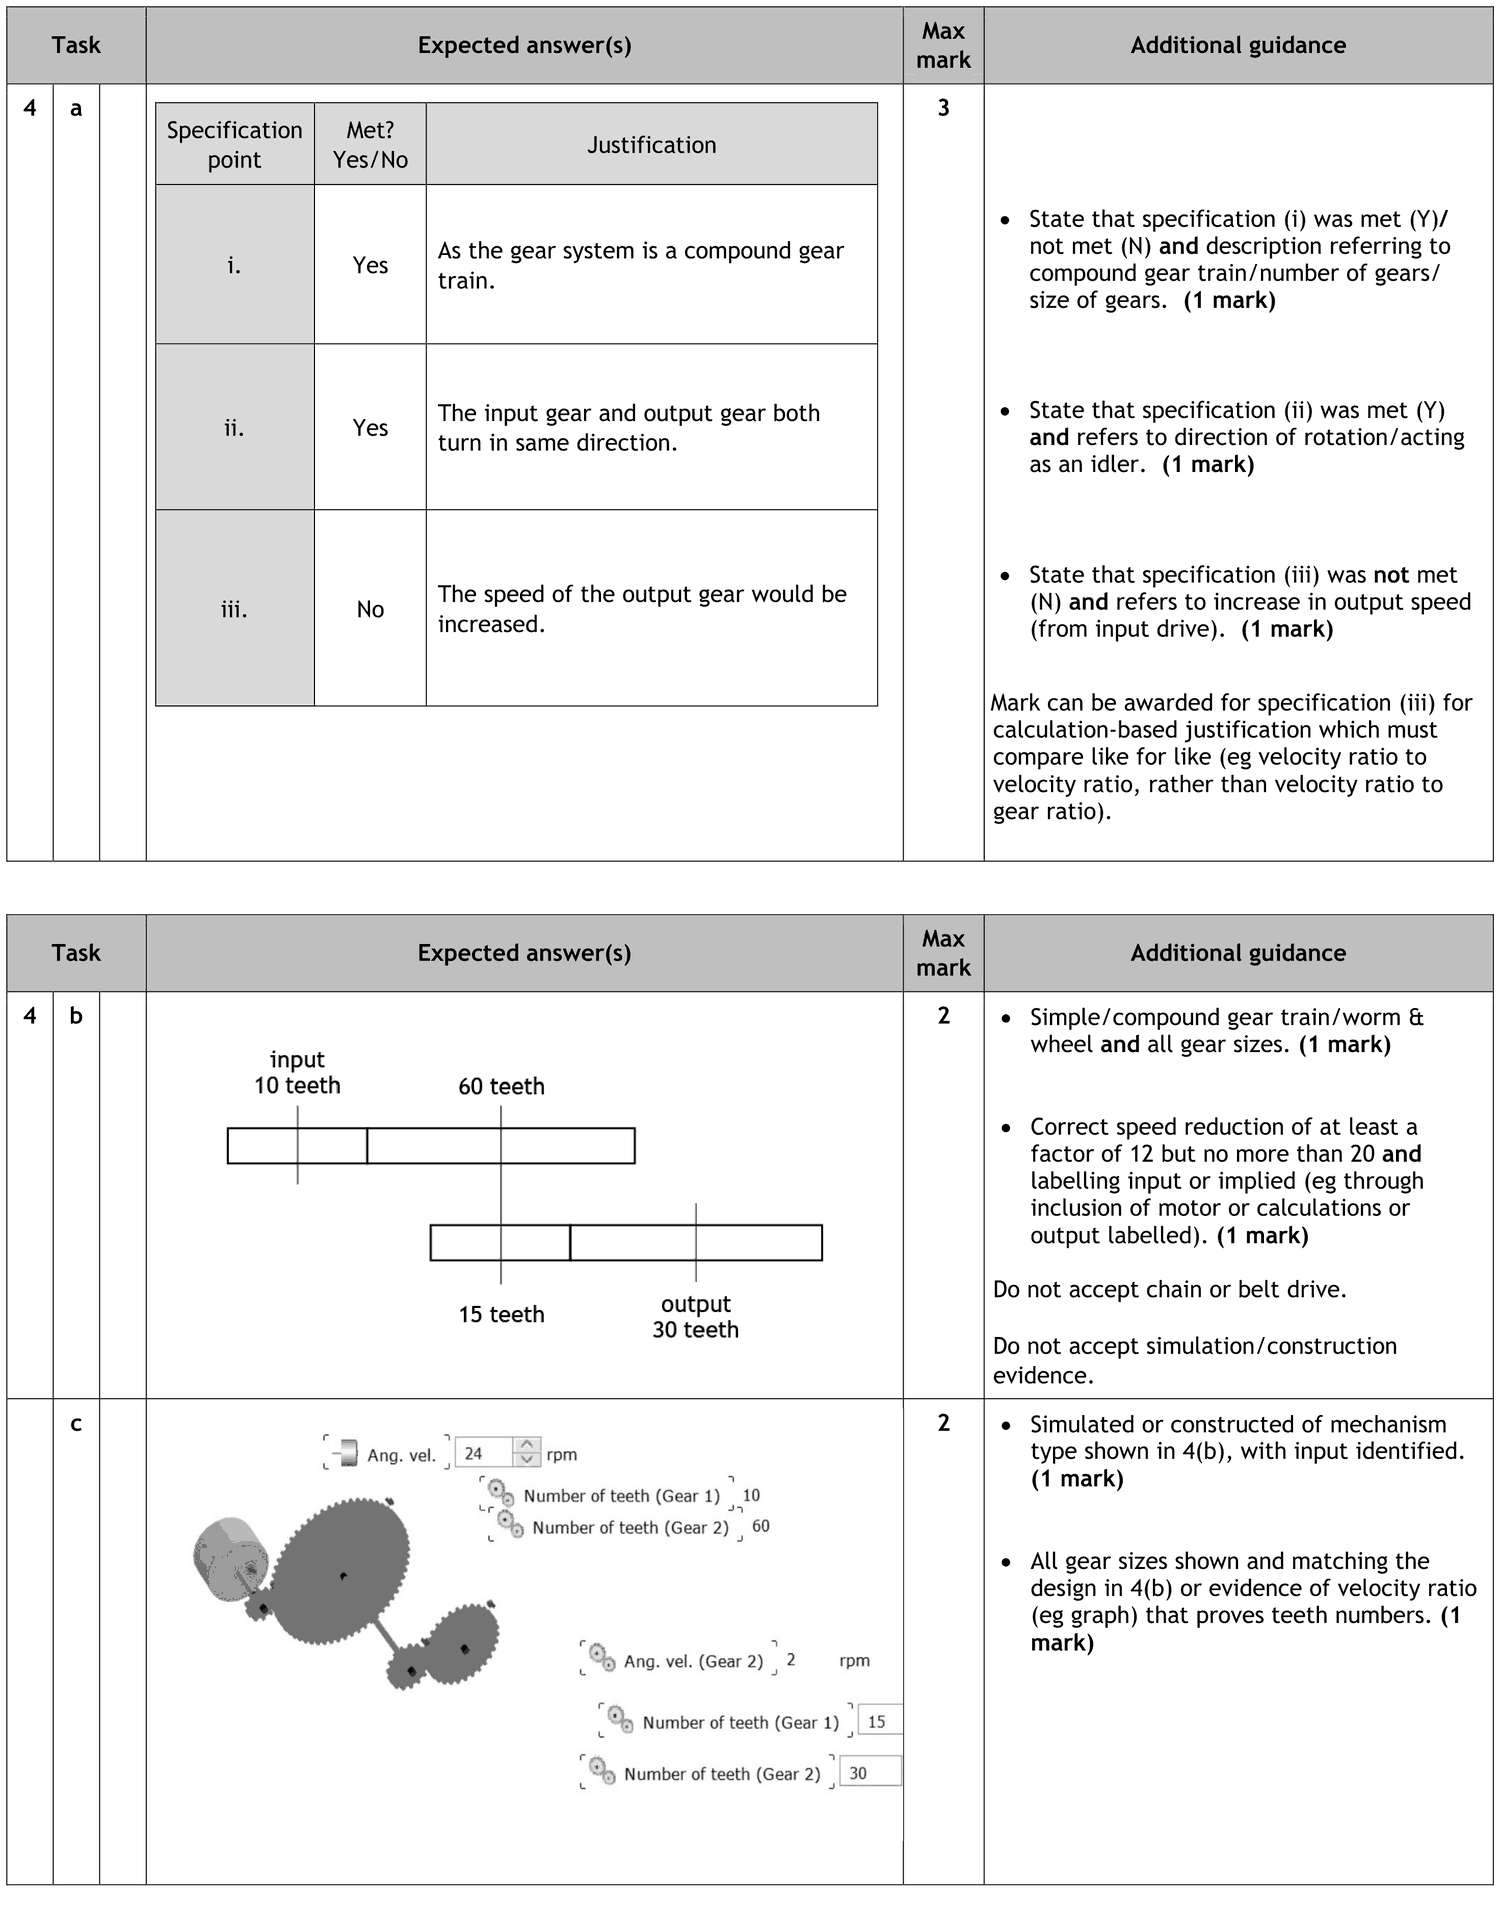 Task
Expected answer(s)
Max
mark
Additional guidance
4
a
Specification
point
Met?
Yes/No
Justification
i.
Yes
As the gear system is a compound gear
train.
ii.
Yes
The input gear and output gear both
turn in same direction.
iii.
No
The speed of the output gear would be
increased.
3
• State that specification (i) was met (Y)/
not met (N) and description referring to
compound gear train/number of gears/
size of gears. (1 mark)
• State that specification (ii) was met (Y)
and refers to direction of rotation/acting
as an idler. (1 mark)
• State that specification (iii) was not met
(N) and refers to increase in output speed
(from input drive). (1 mark)
Mark can be awarded for specification (iii) for
calculation-based justification which must
compare like for like (eg velocity ratio to
velocity ratio, rather than velocity ratio to
gear ratio).
Task
Expected answer(s)
Max
mark
Additional guidance
4
b
input
10 teeth
60 teeth
15 teeth
output
30 teeth
2
• Simple/compound gear train/worm &
wheel and all gear sizes. (1 mark)
• Correct speed reduction of at least a
factor of 12 but no more than 20 and
labelling input or implied (eg through
inclusion of motor or calculations or
output labelled). (1 mark)
Do not accept chain or belt drive.
Do not accept simulation/construction
evidence.
c
Ang. vel. 24 rpm
Number of teeth (Gear 1) 10
Number of teeth (Gear 2) 60
Ang. vel. (Gear 2) 2 rpm
Number of teeth (Gear 1) 15
Number of teeth (Gear 2) 30
2
• Simulated or constructed of mechanism
type shown in 4(b), with input identified.
(1 mark)
• All gear sizes shown and matching the
design in 4(b) or evidence of velocity ratio
(eg graph) that proves teeth numbers. (1
mark)